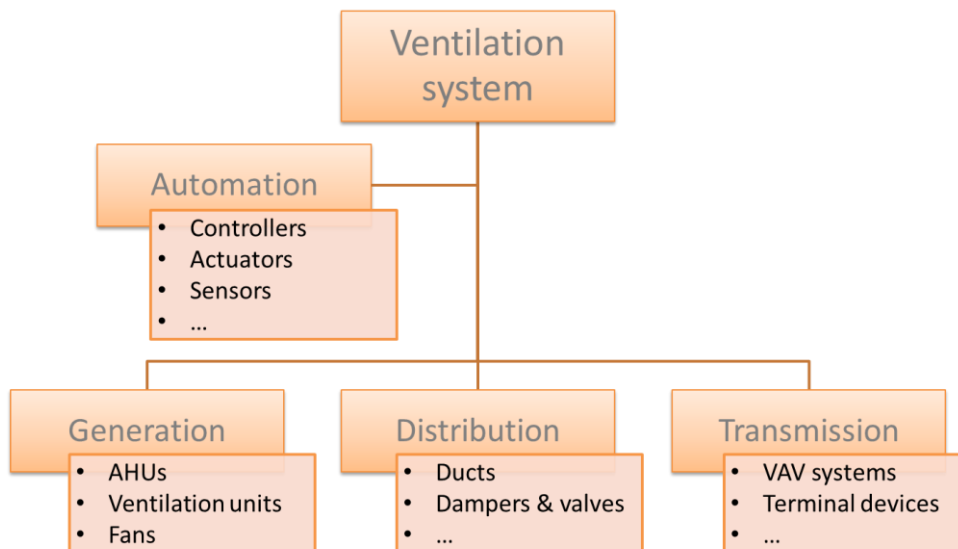 Ventilation
system
Automation
• Controllers
• Actuators
• Sensors
• ...
Generation
• AHUs
• Ventilation units
• Fans
Distribution
• Ducts
• Dampers & valves
• ...
Transmission
• VAV systems
• Terminal devices
• ...